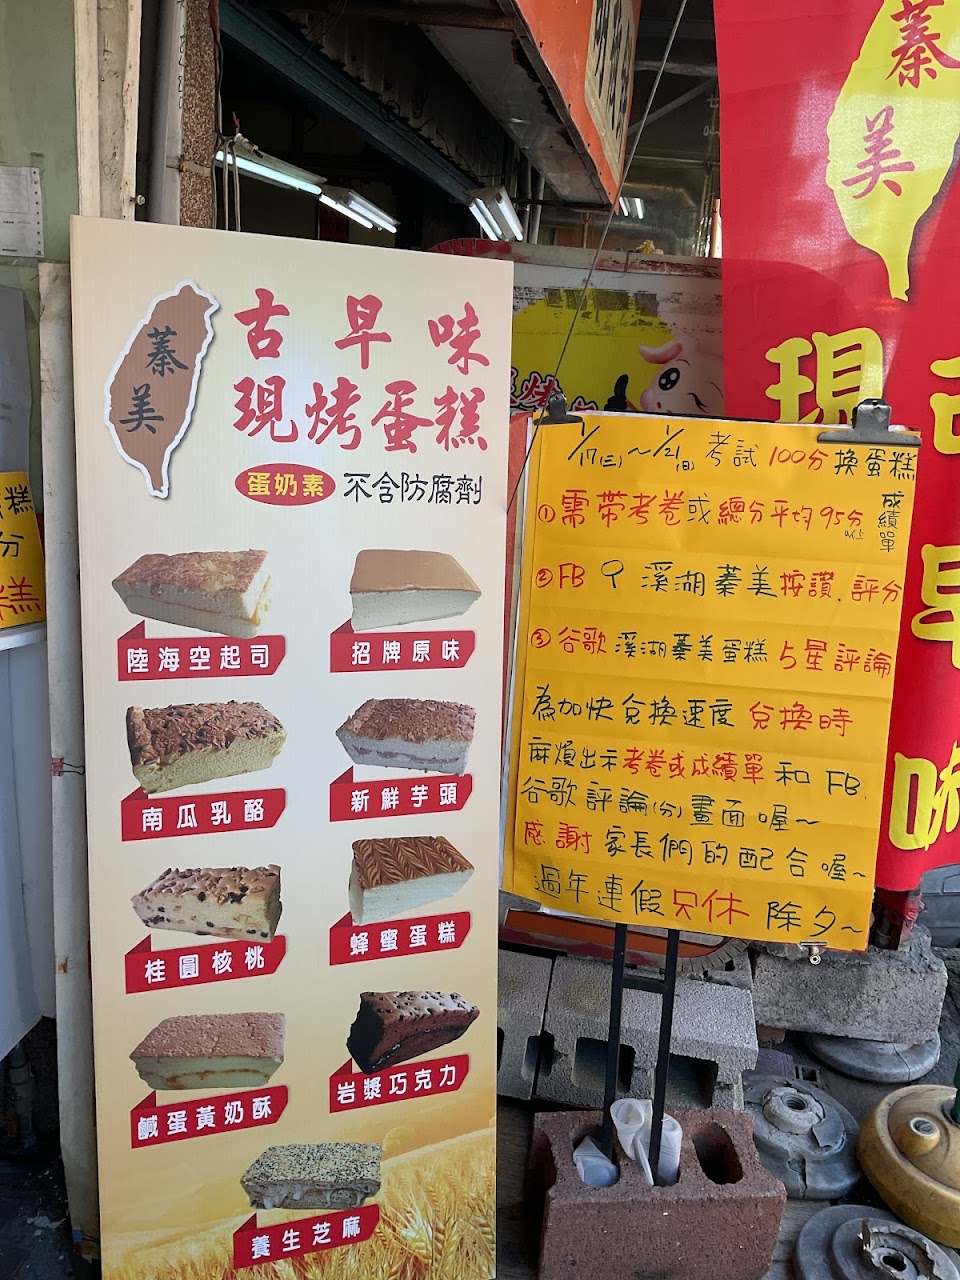 蓁美
古早味
現烤蛋糕
蛋奶素 不含防腐劑
陸海空起司
招牌原味
南瓜乳酪
新鮮芋頭
桂圓核桃
蜂蜜蛋糕
鹹蛋黃奶酥
岩漿巧克力
養生芝麻
1/17(三)~1/21(日) 考試100分換蛋糕
①需帶考卷或總分平均95分以上成績單
②FB 溪湖蓁美按讚.評分
③谷歌 溪湖蓁美蛋糕 5星評論
為加快兌換速度 兌換時
麻煩出示考卷或成績單和FB.
谷歌評論(分)畫面喔~
感謝家長們的配合喔~
過年連假只休除夕~
蓁美
現
古早味
糕
分
糕